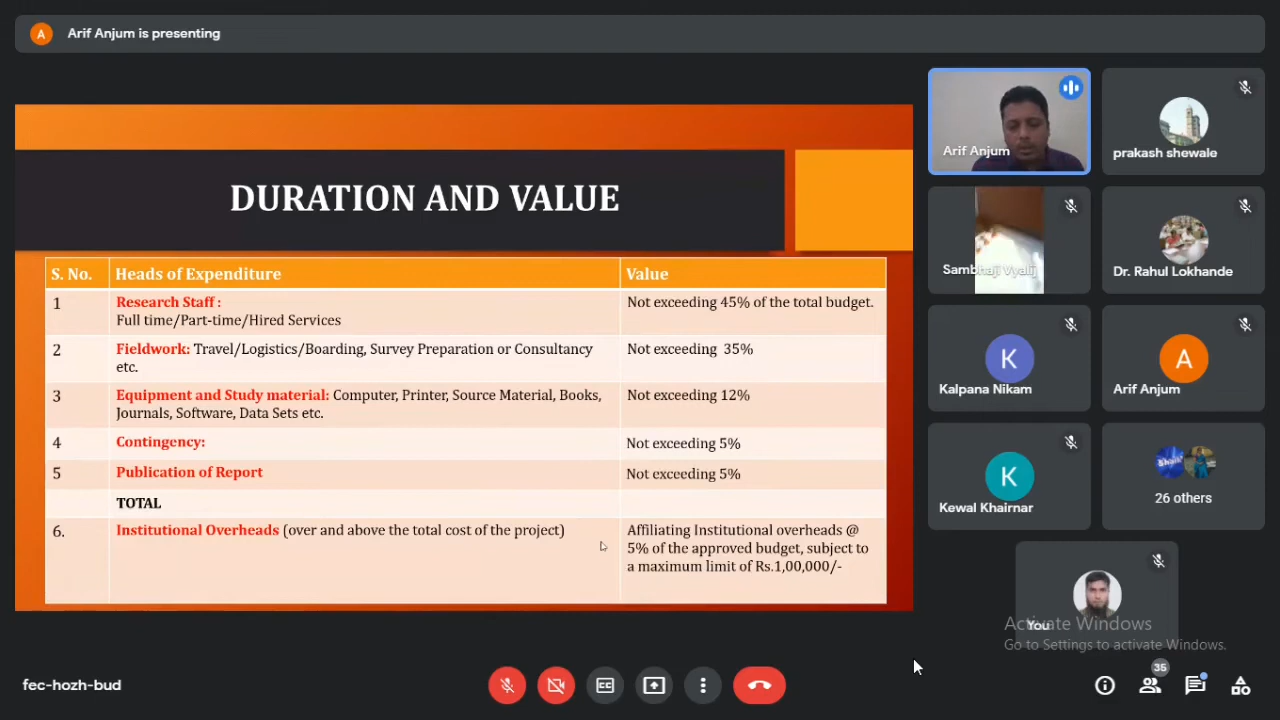 A Arif Anjum is presenting
DURATION AND VALUE
S. No. Heads of Expenditure Value
1 Research Staff : Not exceeding 45% of the total budget.
Full time/Part-time/Hired Services
2 Fieldwork: Travel/Logistics/Boarding, Survey Preparation or Consultancy Not exceeding 35%
etc.
3 Equipment and Study material: Computer, Printer, Source Material, Books, Not exceeding 12%
Journals, Software, Data Sets etc.
4 Contingency: Not exceeding 5%
5 Publication of Report Not exceeding 5%
TOTAL
6. Institutional Overheads (over and above the total cost of the project) Affiliating Institutional overheads @
5% of the approved budget, subject to
a maximum limit of Rs.1,00,000/-
Arif Anjum
prakash shewale
Sambhaji Vyalij
Dr. Rahul Lokhande
K
Kalpana Nikam
A
Arif Anjum
K
Kewal Khairnar
26 others
You
Activate Windows
Go to Settings to activate Windows.
fec-hozh-bud
CC
35